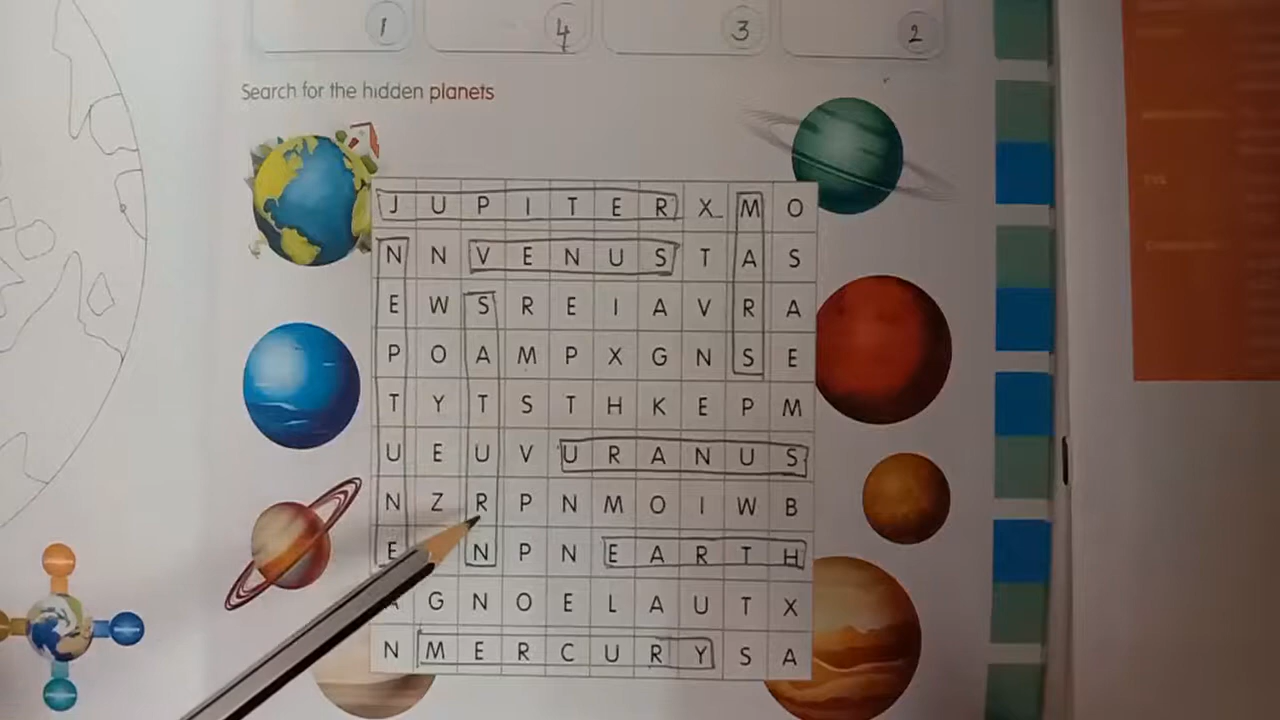 1 4 3 2
Search for the hidden planets
J U P I T E R X M O
N N V E N U S T A S
E W S R E I A V R A
P O A M P X G N S E
T Y T S T H K E P M
U E U V U R A N U S
N Z R P N M O I W B
E N P N E A R T H
G N O E L A U T X
N M E R C U R Y S A